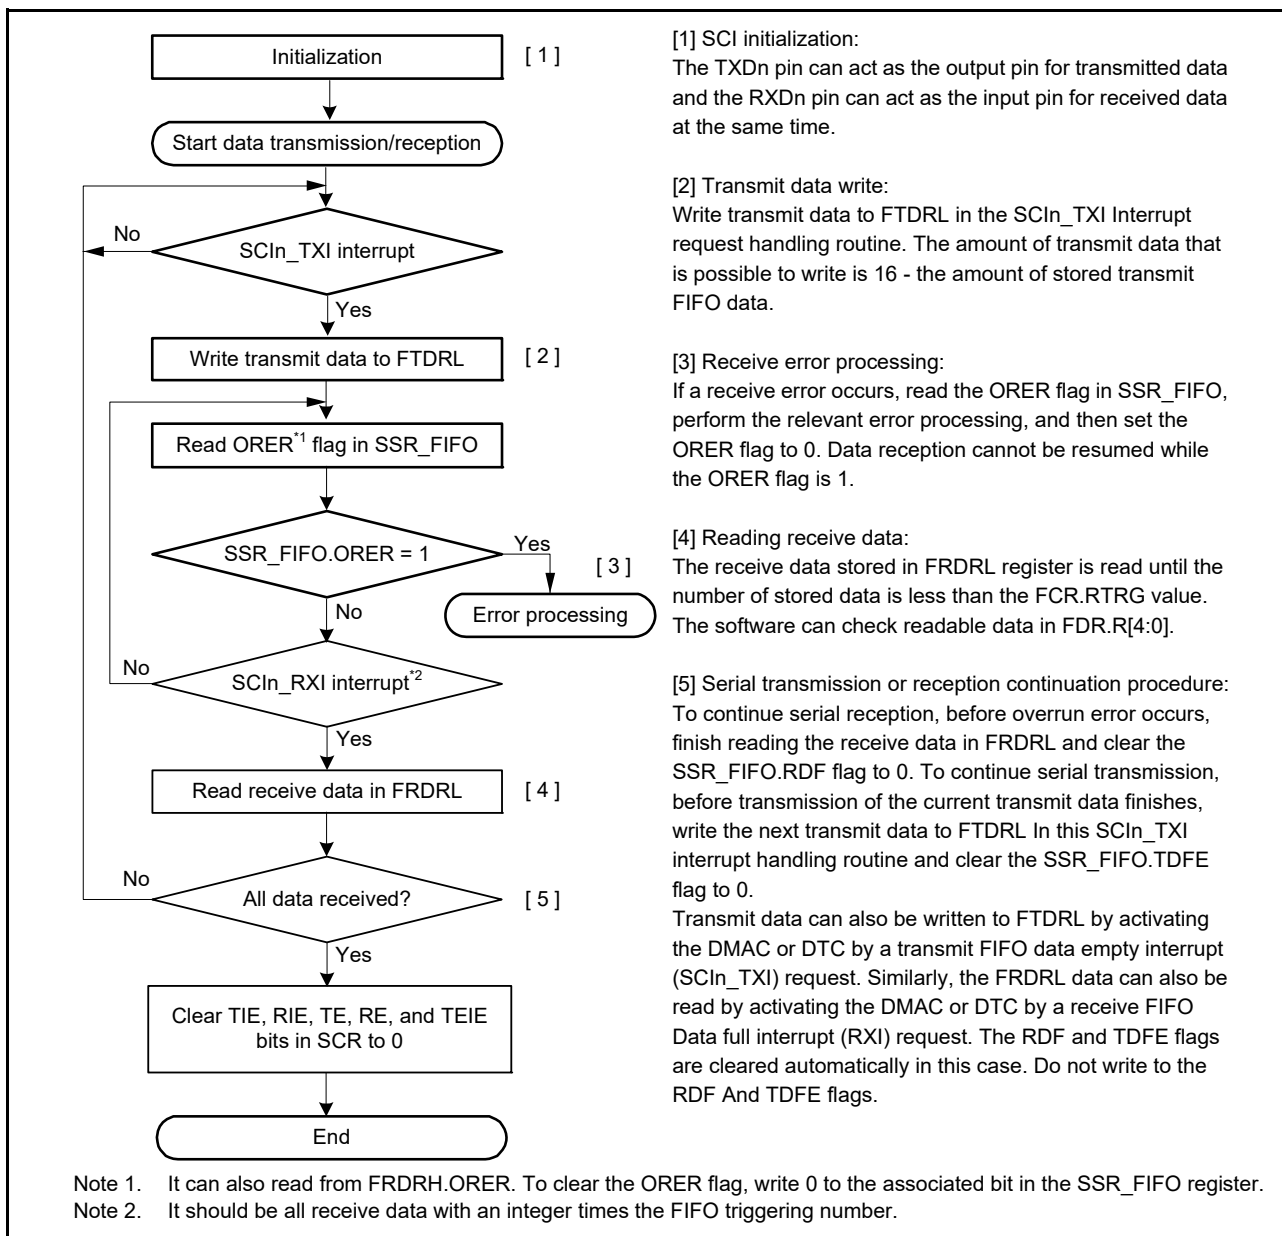 Initialization
[ 1 ]
Start data transmission/reception
No
SCIn_TXI interrupt
Yes
Write transmit data to FTDRL
[ 2 ]
Read ORER*1 flag in SSR_FIFO
SSR_FIFO.ORER = 1
Yes
[ 3 ]
No
Error processing
No
SCIn_RXI interrupt*2
Yes
Read receive data in FRDRL
[ 4 ]
No
All data received?
[ 5 ]
Yes
Clear TIE, RIE, TE, RE, and TEIE
bits in SCR to 0
End
[1] SCI initialization:
The TXDn pin can act as the output pin for transmitted data
and the RXDn pin can act as the input pin for received data
at the same time.
[2] Transmit data write:
Write transmit data to FTDRL in the SCIn_TXI Interrupt
request handling routine. The amount of transmit data that
is possible to write is 16 - the amount of stored transmit
FIFO data.
[3] Receive error processing:
If a receive error occurs, read the ORER flag in SSR_FIFO,
perform the relevant error processing, and then set the
ORER flag to 0. Data reception cannot be resumed while
the ORER flag is 1.
[4] Reading receive data:
The receive data stored in FRDRL register is read until the
number of stored data is less than the FCR.RTRG value.
The software can check readable data in FDR.R[4:0].
[5] Serial transmission or reception continuation procedure:
To continue serial reception, before overrun error occurs,
finish reading the receive data in FRDRL and clear the
SSR_FIFO.RDF flag to 0. To continue serial transmission,
before transmission of the current transmit data finishes,
write the next transmit data to FTDRL In this SCIn_TXI
interrupt handling routine and clear the SSR_FIFO.TDFE
flag to 0.
Transmit data can also be written to FTDRL by activating
the DMAC or DTC by a transmit FIFO data empty interrupt
(SCIn_TXI) request. Similarly, the FRDRL data can also be
read by activating the DMAC or DTC by a receive FIFO
Data full interrupt (RXI) request. The RDF and TDFE flags
are cleared automatically in this case. Do not write to the
RDF And TDFE flags.
Note 1. It can also read from FRDRH.ORER. To clear the ORER flag, write 0 to the associated bit in the SSR_FIFO register.
Note 2. It should be all receive data with an integer times the FIFO triggering number.